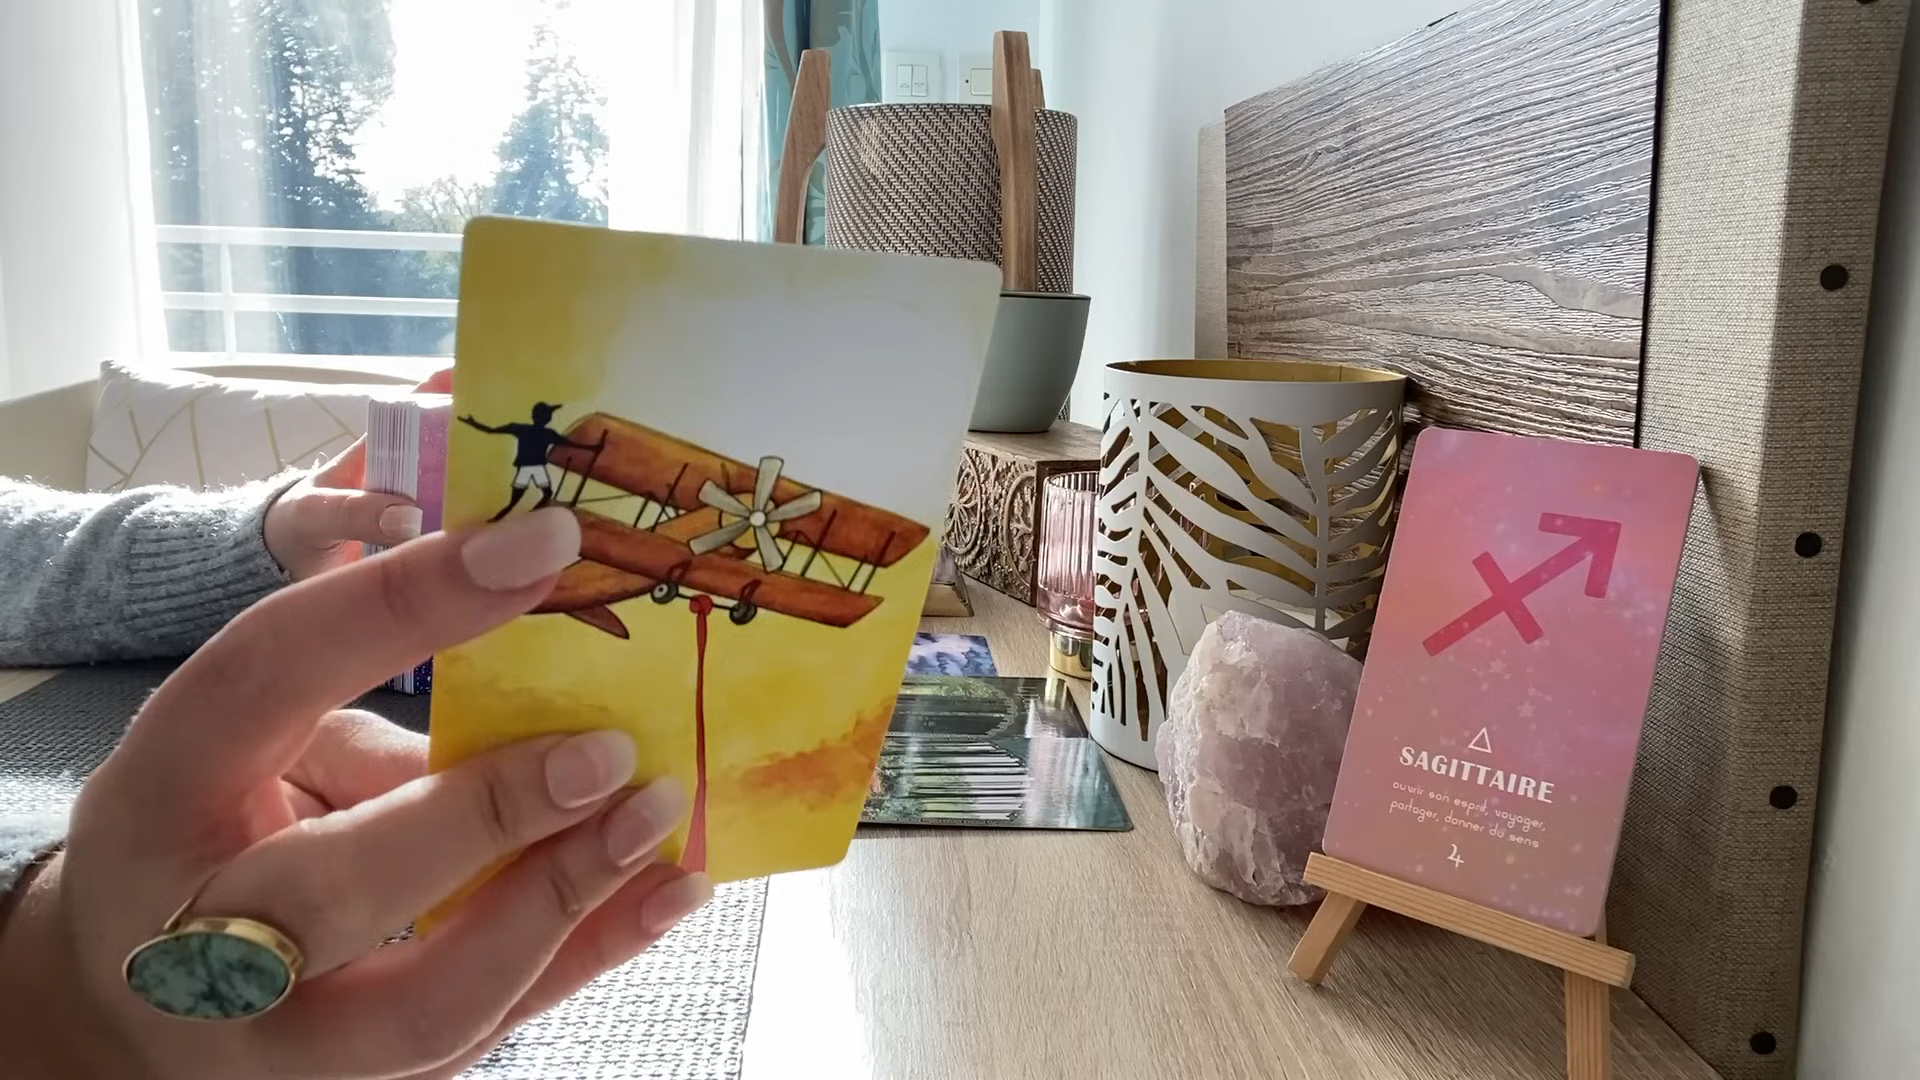 SAGITTAIRE
ouvrir son esprit, voyager,
partager, donner du sens